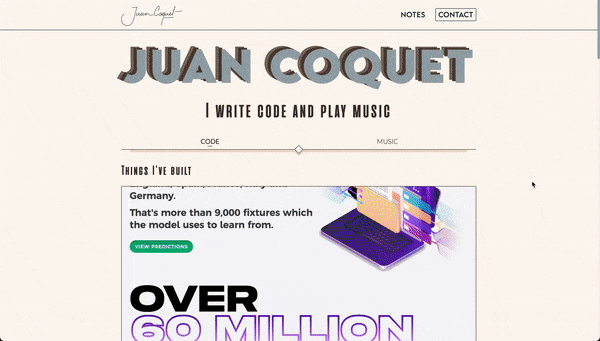 Juan Coquet
NOTES
CONTACT
JUAN COQUET
I WRITE CODE AND PLAY MUSIC
CODE
MUSIC
THINGS I'VE BUILT
Germany.
That's more than 9,000 fixtures which
the model uses to learn from.
VIEW PREDICTIONS
OVER
60 MILLION